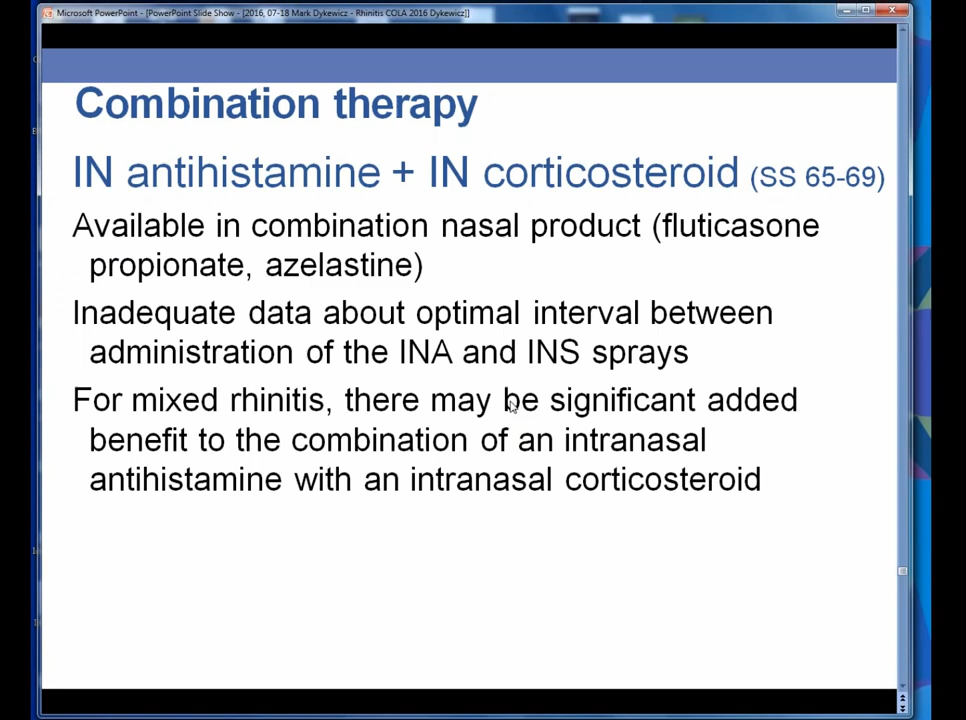 Microsoft PowerPoint - [PowerPoint Slide Show - [2016, 07-18 Mark Dykewicz - Rhinitis COLA 2016 Dykewicz]]
Combination therapy
IN antihistamine + IN corticosteroid (SS 65-69)
Available in combination nasal product (fluticasone
propionate, azelastine)
Inadequate data about optimal interval between
administration of the INA and INS sprays
For mixed rhinitis, there may be significant added
benefit to the combination of an intranasal
antihistamine with an intranasal corticosteroid